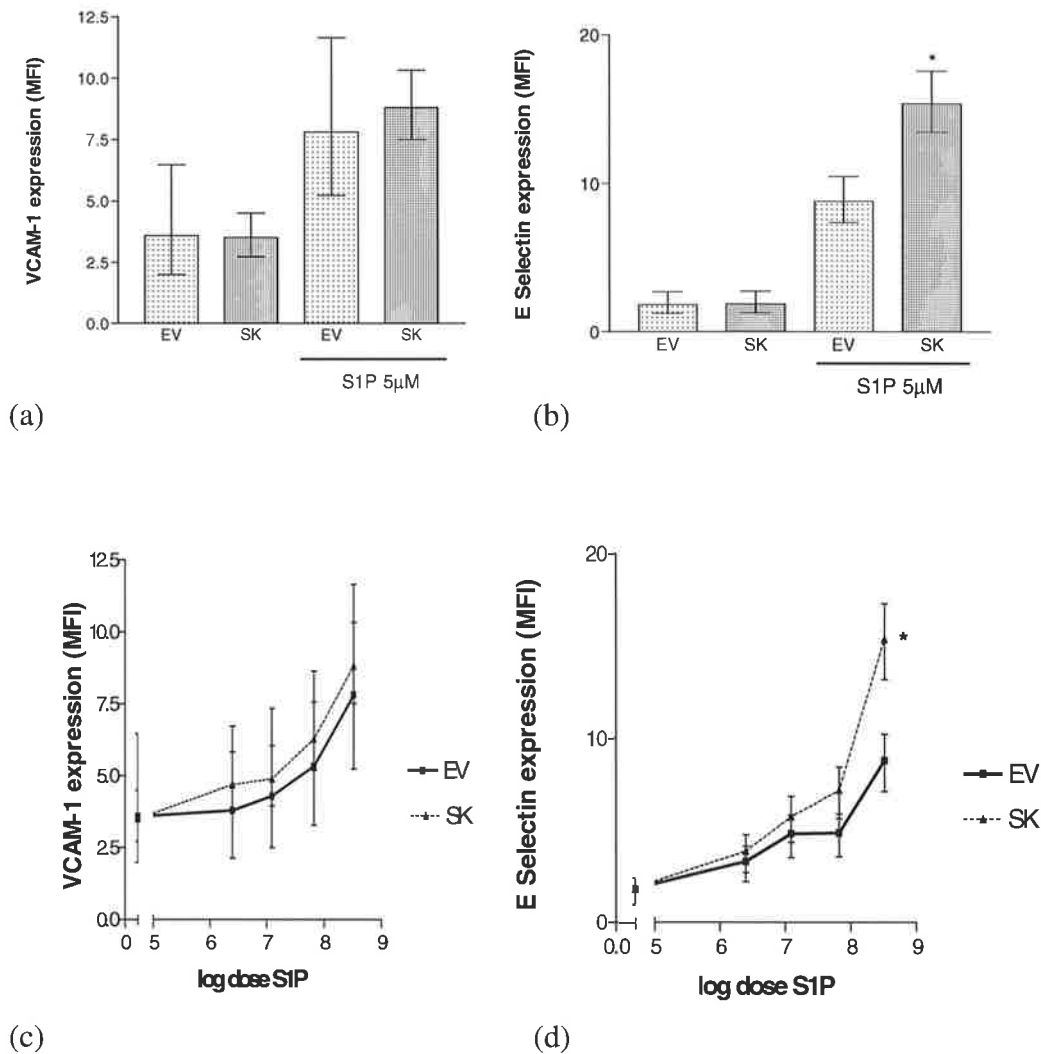 VCAM-1 expression (MFI)
12.5
10.0
7.5
5.0
2.5
0.0
EV
SK
EV
SK
S1P 5µM
(a)
E Selectin expression (MFI)
20
10
0
*
EV
SK
EV
SK
S1P 5µM
(b)
VCAM-1 expression (MFI)
12.5
10.0
7.5
5.0
2.5
0.0
0 5 6 7 8 9
log dose S1P
EV
SK
(c)
E Selectin expression (MFI)
20
10
0
*
0.0 5 6 7 8 9
log dose S1P
EV
SK
(d)